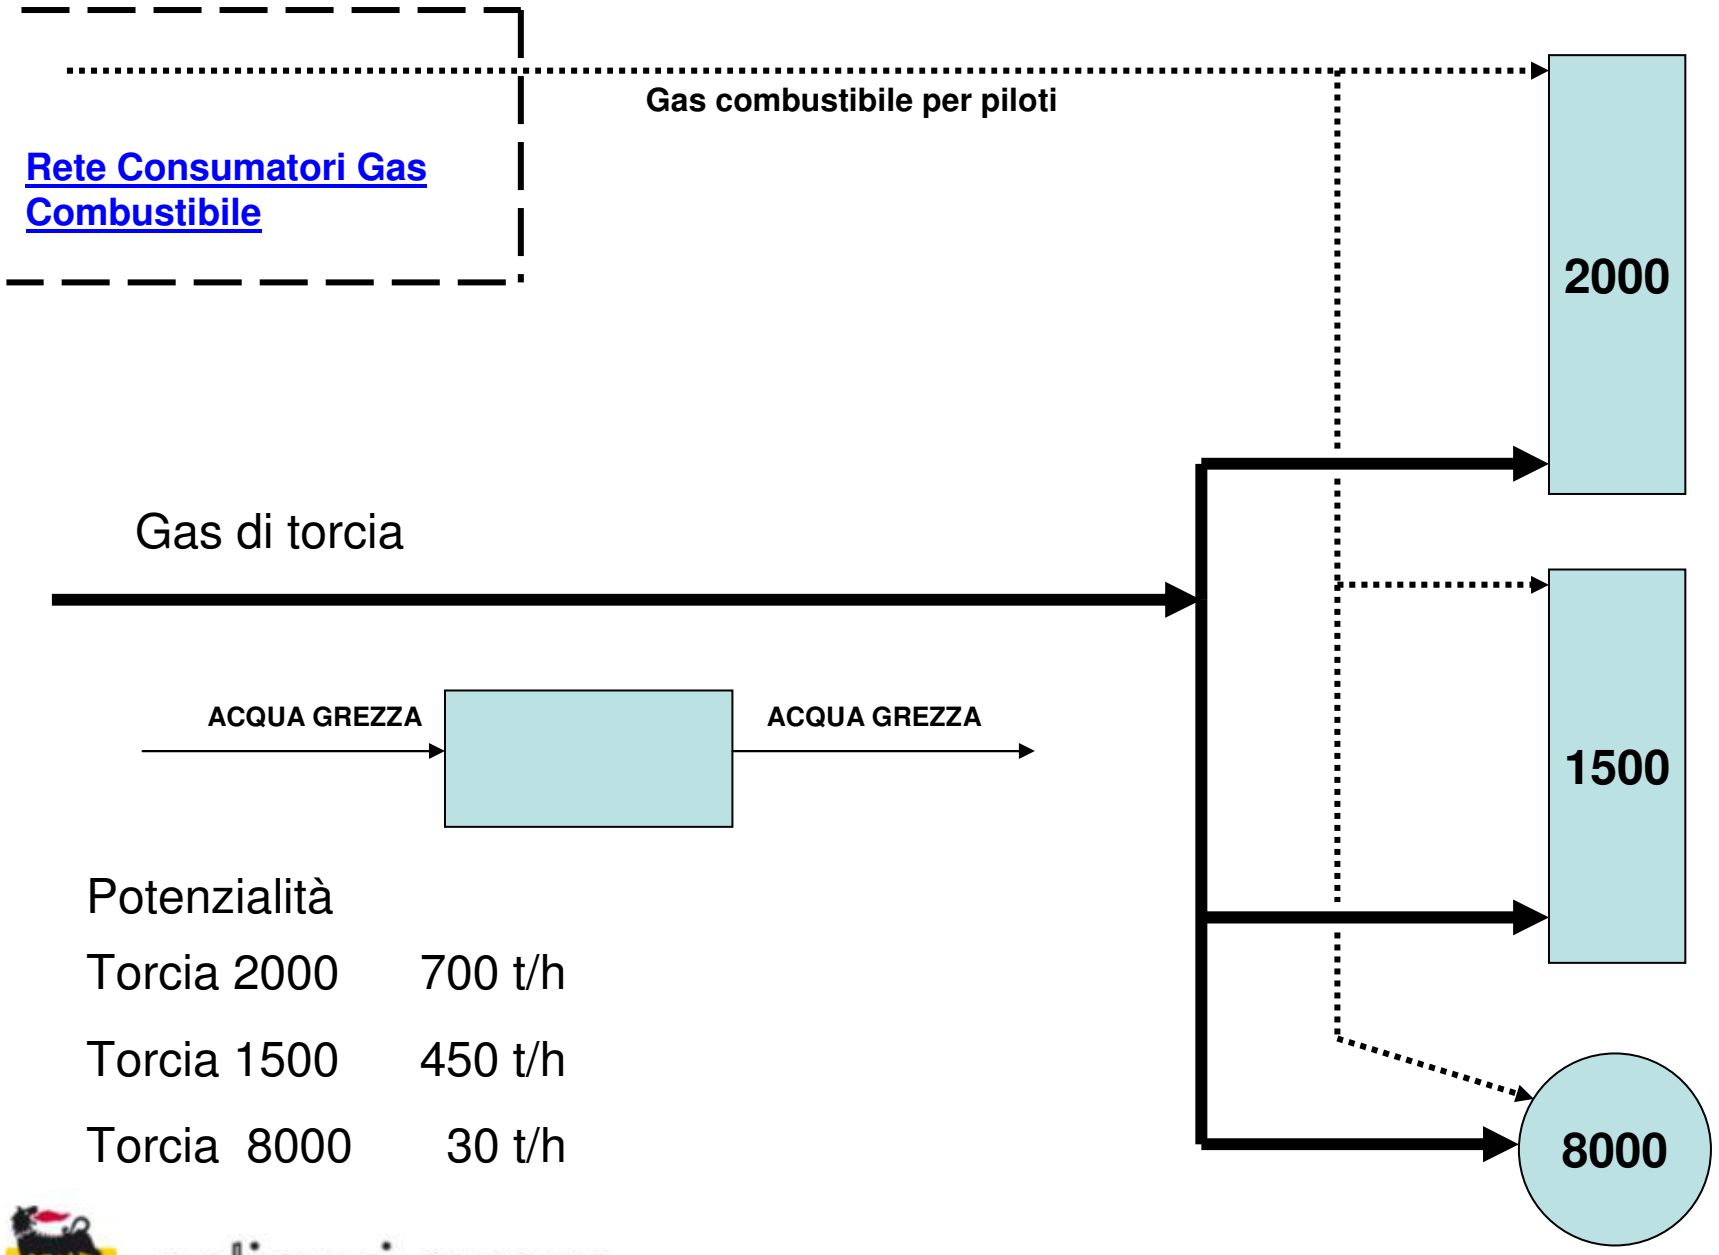 Gas combustibile per piloti
Rete Consumatori Gas
Combustibile
2000
Gas di torcia
ACQUA GREZZA
ACQUA GREZZA
1500
Potenzialità
Torcia 2000 700 t/h
Torcia 1500 450 t/h
Torcia 8000 30 t/h
8000